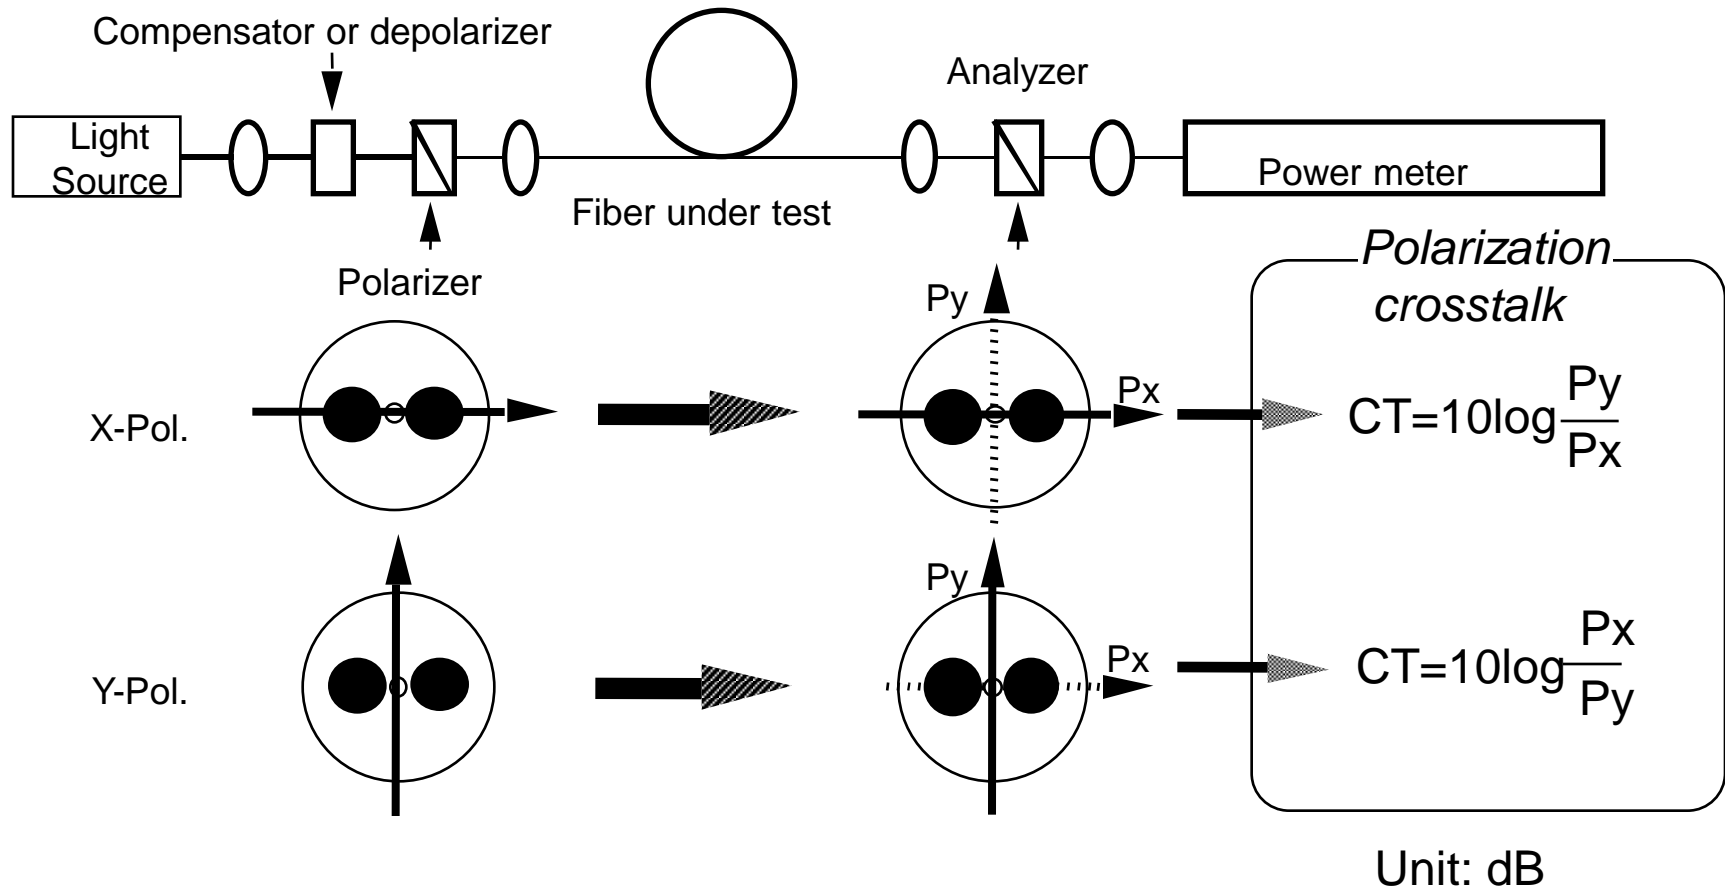 Compensator or depolarizer
Analyzer
Light
Source
Power meter
Fiber under test
Polarizer
Polarization
crosstalk
Py
Px
X-Pol.
CT=10log Py
Px
Py
Px
Y-Pol.
CT=10log Px
Py
Unit: dB